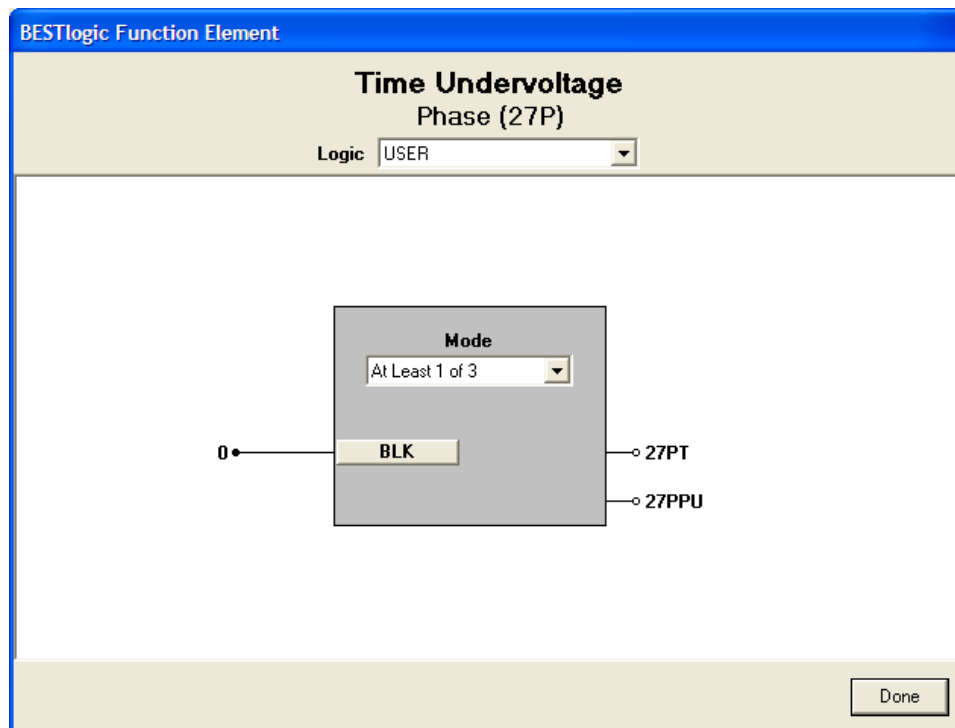 BESTlogic Function Element
Time Undervoltage
Phase (27P)
Logic USER
Mode
At Least 1 of 3
0 BLK 27PT
27PPU
Done